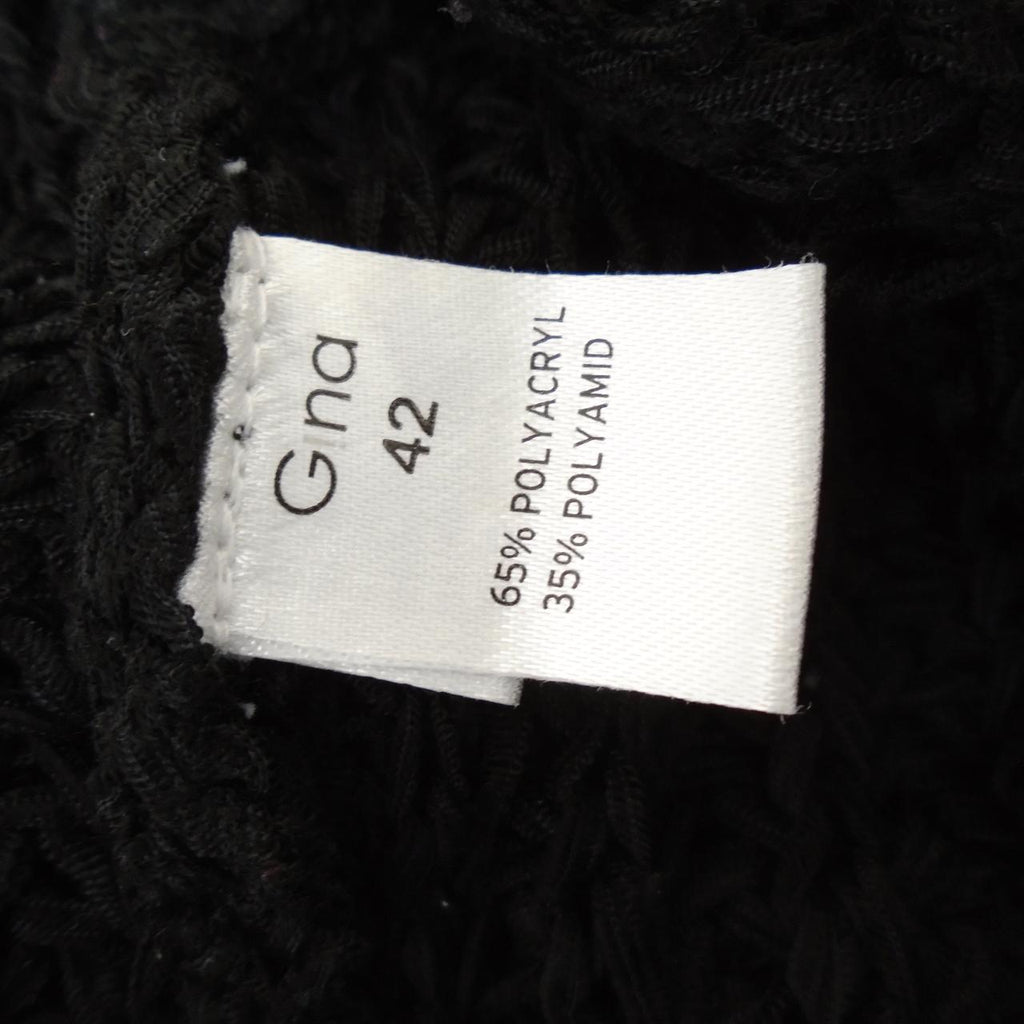 Gina
42
65% POLYACRYL
35% POLYAMID